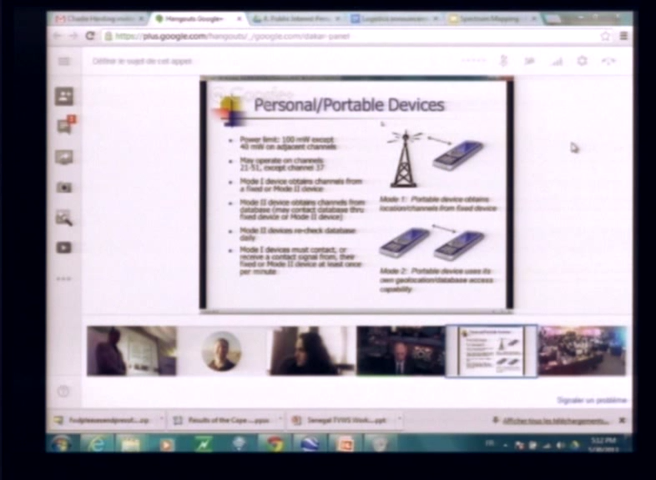 https://plus.google.com/hangouts/_/google.com/dakar-panel
Définir le sujet de cet appel
Personal/Portable Devices
Power limit: 100 mW except
40 mW on adjacent channels
May operate on channels
21-51, except channel 37
Mode I device obtains channels from
a fixed or Mode II device
Mode II device obtains channels from
database (may contact database thru
fixed device or Mode II device)
Mode II devices re-check database
daily
Mode I devices must contact, or
receive a contact signal from, their
fixed or Mode II device at least once
per minute
Mode 1: Portable device obtains
location/channels from fixed device
Mode 2: Portable device uses its
own geolocation/database access
capability
Signaler un problème
Results of the Cape
Afficher tous les téléchargements...
FR
5:12 PM